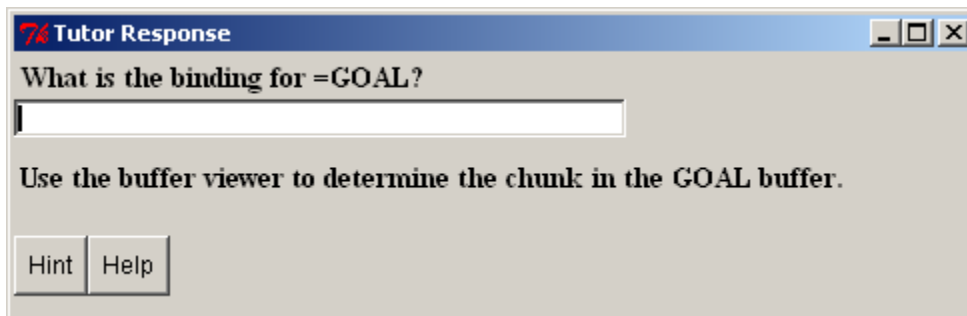 Tutor Response
What is the binding for =GOAL?
Use the buffer viewer to determine the chunk in the GOAL buffer.
Hint Help